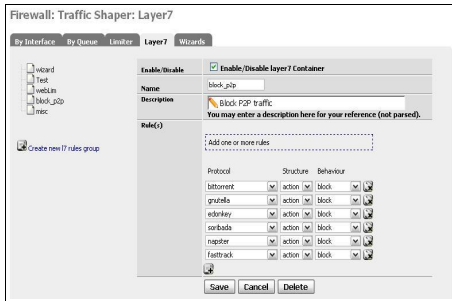 Firewall: Traffic Shaper: Layer7
By Interface By Queue Limiter Layer7 Wizards
wizard
Test
webLim
block_p2p
misc
Create new l7 rules group
Enable/Disable
Enable/Disable layer7 Container
Name
block_p2p
Description
Block P2P traffic
You may enter a description here for your reference (not parsed).
Rule(s)
Add one or more rules
Protocol Structure Behaviour
bittorrent action block
gnutella action block
edonkey action block
soribada action block
napster action block
fasttrack action block
Save Cancel Delete